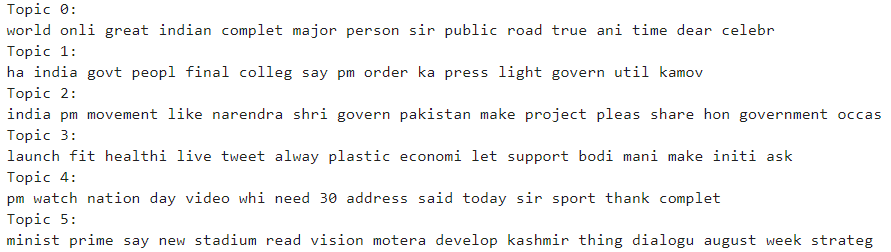 Topic 0:
world onli great indian complet major person sir public road true ani time dear celebr
Topic 1:
ha india govt peopl final colleg say pm order ka press light govern util kamov
Topic 2:
india pm movement like narendra shri govern pakistan make project pleas share hon government occas
Topic 3:
launch fit healthi live tweet alway plastic economi let support bodi mani make initi ask
Topic 4:
pm watch nation day video whi need 30 address said today sir sport thank complet
Topic 5:
minist prime say new stadium read vision motera develop kashmir thing dialogu august week strateg